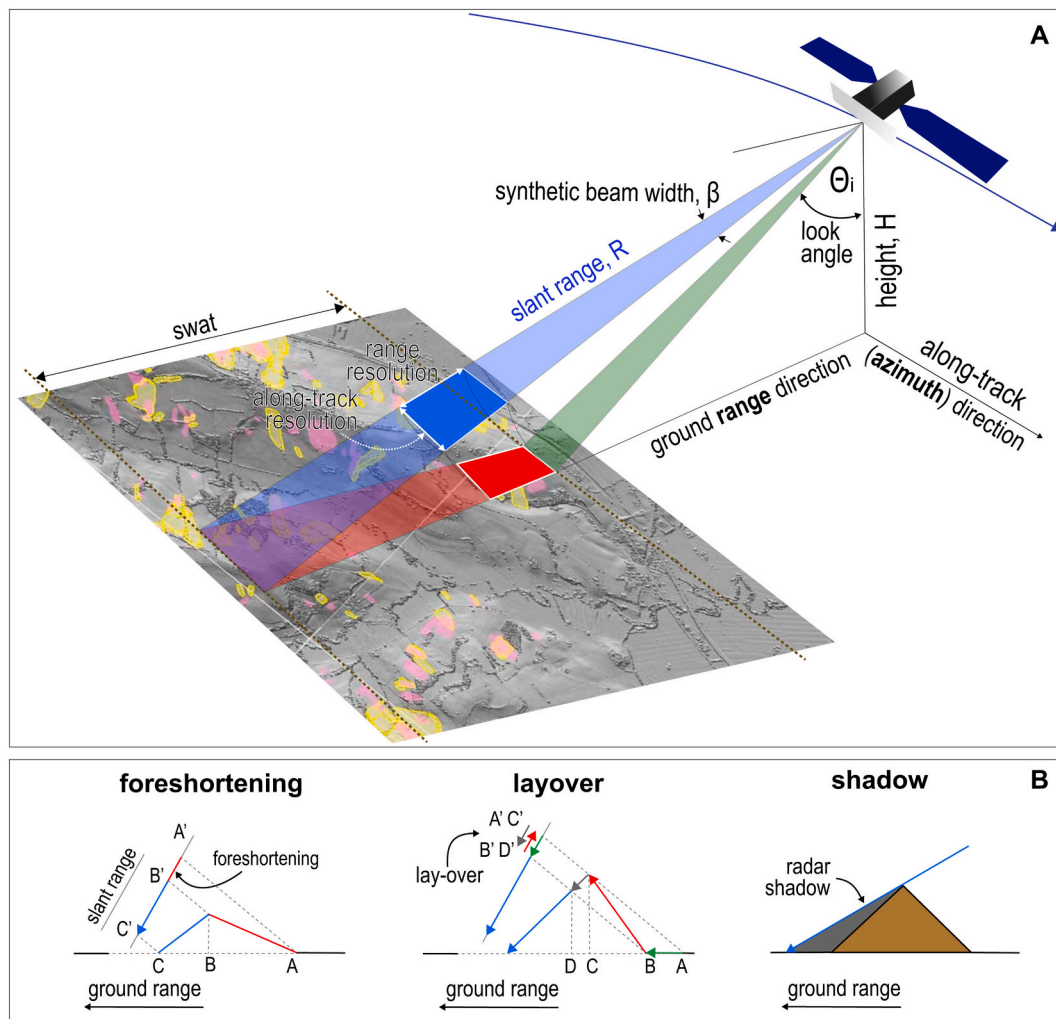 A
Θi
synthetic beam width, β
look
angle
height, H
slant range, R
swat
range
resolution
along-track
resolution
along-track
(azimuth) direction
ground range direction
B
foreshortening
layover
shadow
A'
B'
C'
slant range
foreshortening
C
B
A
ground range
A' C'
B' D'
lay-over
D
C
B
A
ground range
radar
shadow
ground range